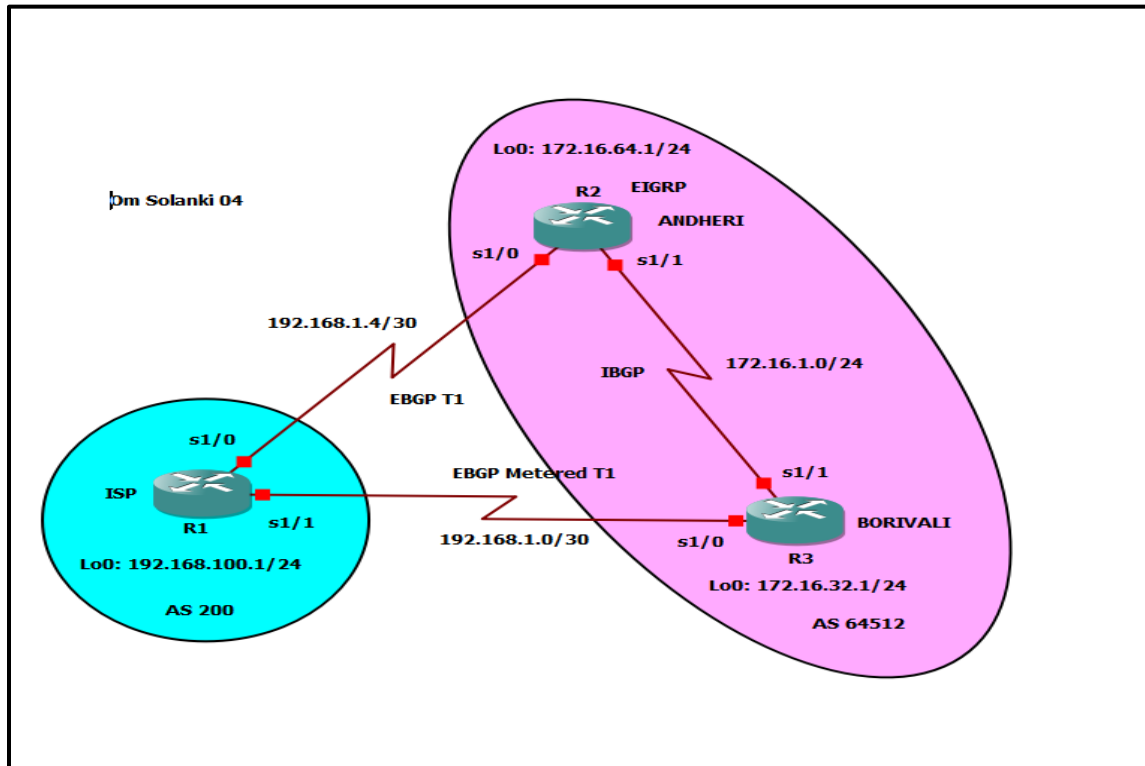 Lo0: 172.16.64.1/24
R2
EIGRP
Om Solanki 04
ANDHERI
s1/0
s1/1
192.168.1.4/30
172.16.1.0/24
IBGP
EBGP T1
s1/0
s1/1
EBGP Metered T1
ISP
s1/1
BORIVALI
R1
192.168.1.0/30
s1/0
R3
Lo0: 192.168.100.1/24
Lo0: 172.16.32.1/24
AS 200
AS 64512